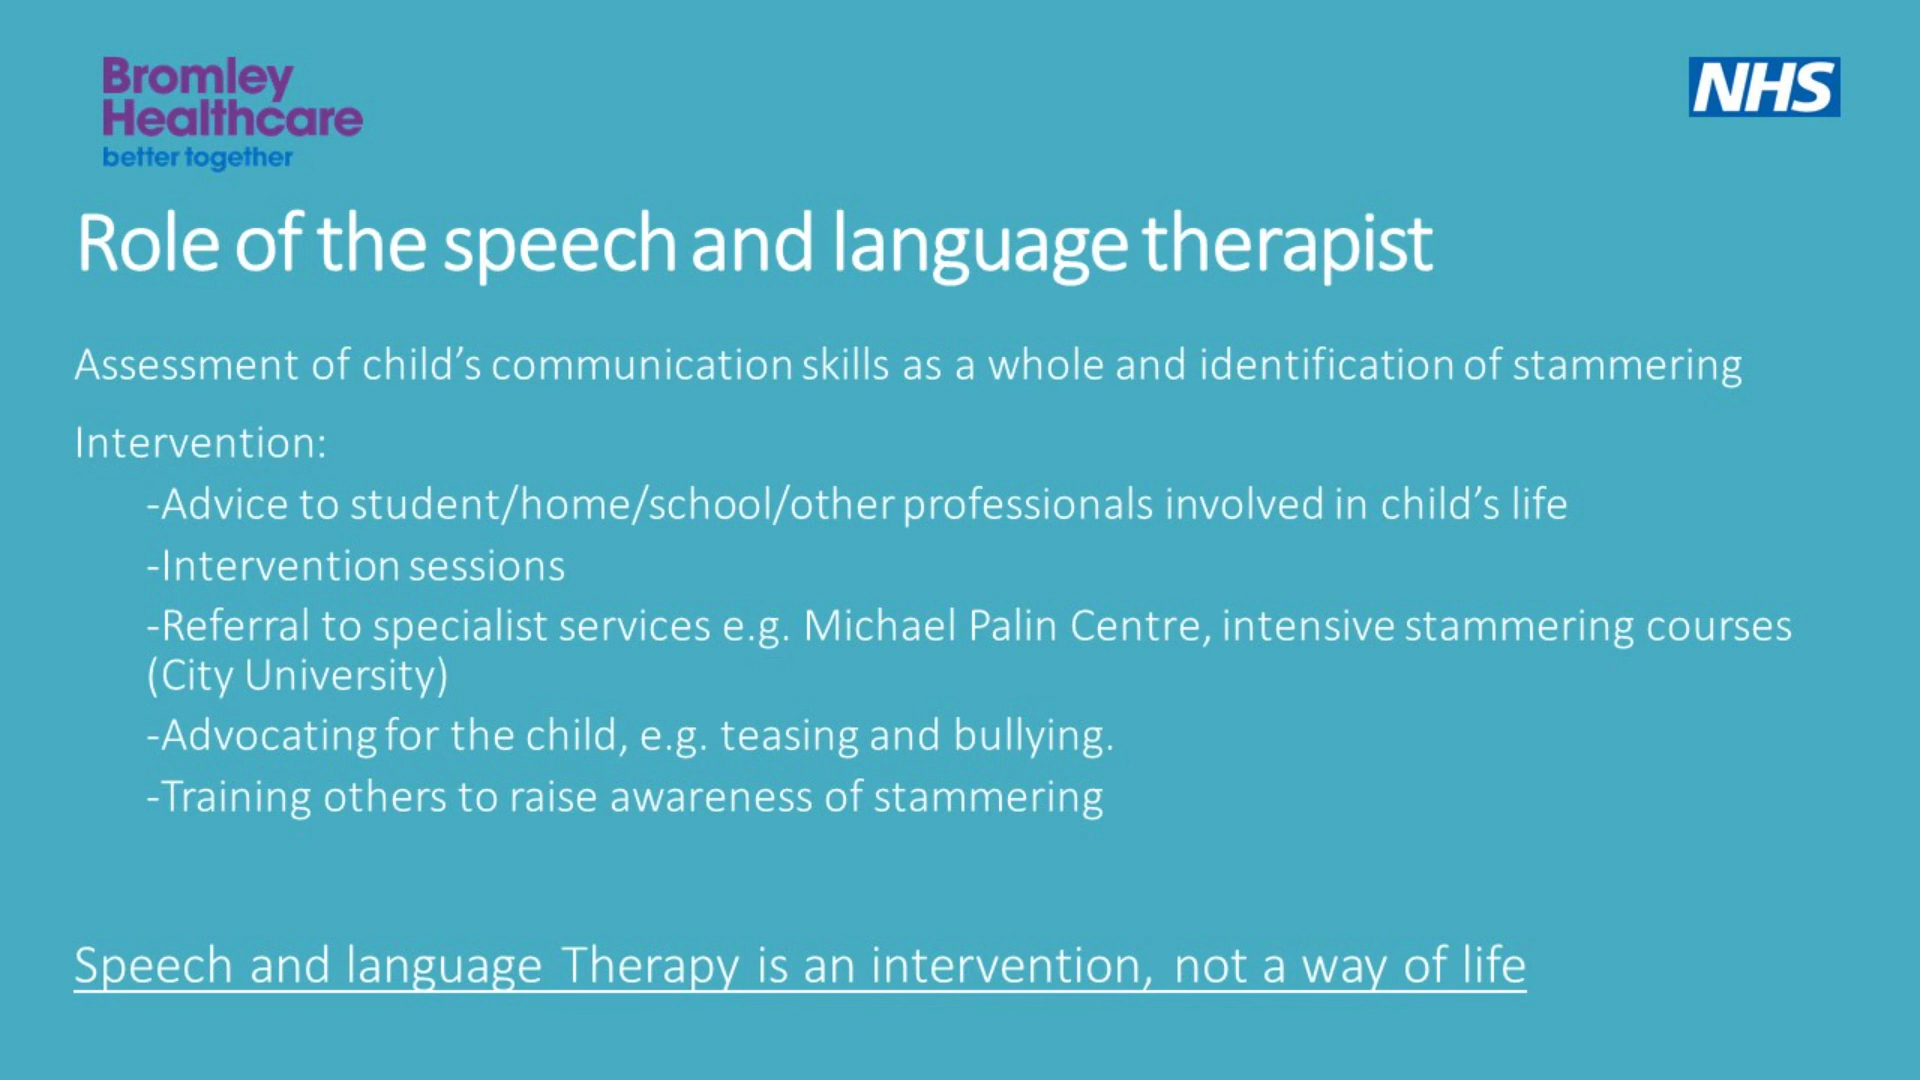 Bromley
Healthcare
better together
NHS
Role of the speech and language therapist
Assessment of child’s communication skills as a whole and identification of stammering
Intervention:
-Advice to student/home/school/other professionals involved in child’s life
-Intervention sessions
-Referral to specialist services e.g. Michael Palin Centre, intensive stammering courses
(City University)
-Advocating for the child, e.g. teasing and bullying.
-Training others to raise awareness of stammering
Speech and language Therapy is an intervention, not a way of life